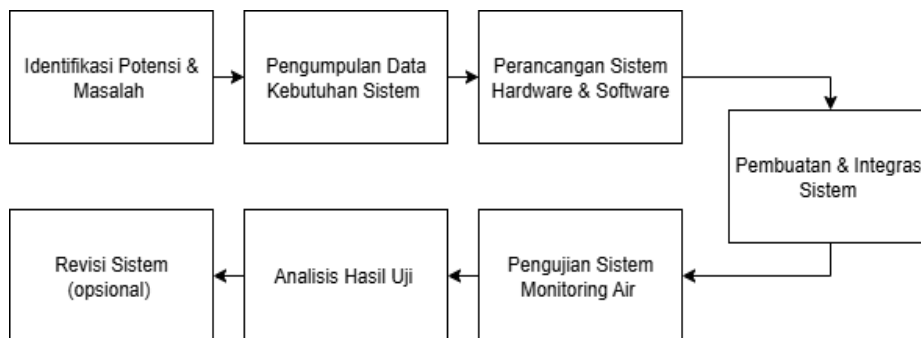 Identifikasi Potensi &
Masalah
Pengumpulan Data
Kebutuhan Sistem
Perancangan Sistem
Hardware & Software
Pembuatan & Integras
Sistem
Pengujian Sistem
Monitoring Air
Analisis Hasil Uji
Revisi Sistem
(opsional)